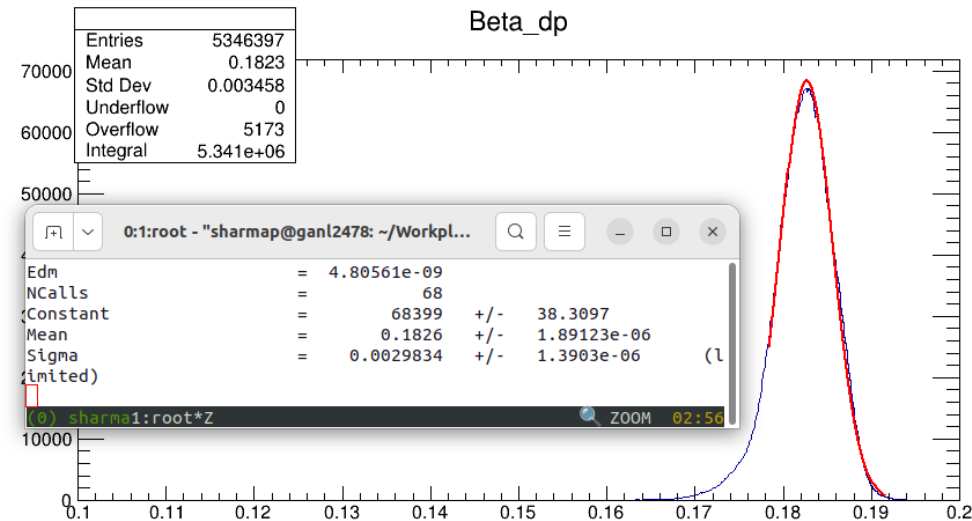 Beta_dp
Entries 5346397
Mean 0.1823
Std Dev 0.003458
Underflow 0
Overflow 5173
Integral 5.341e+06
70000
60000
50000
0:1:root - "sharmap@ganl2478: ~/Workpl...
Edm = 4.80561e-09
NCalls = 68
Constant = 68399 +/- 38.3097
Mean = 0.1826 +/- 1.89123e-06
Sigma = 0.0029834 +/- 1.3903e-06 (l
imited)
(0) sharma1:root*Z ZOOM 02:56
10000
0
0.1 0.11 0.12 0.13 0.14 0.15 0.16 0.17 0.18 0.19 0.2